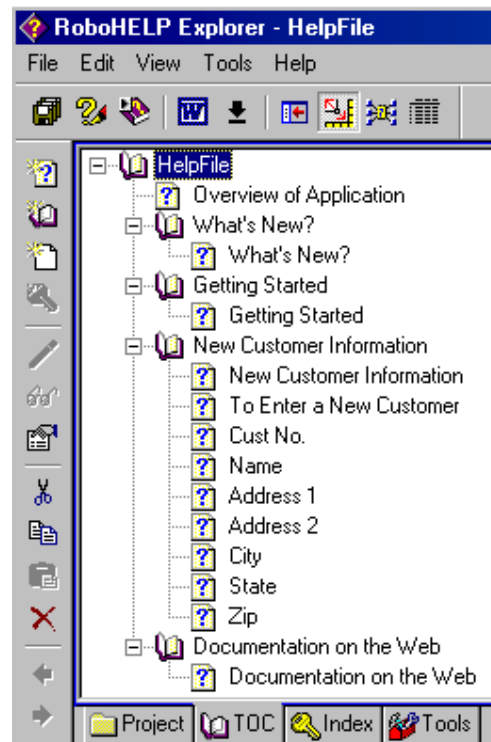 RoboHELP Explorer - HelpFile
File Edit View Tools Help
HelpFile
Overview of Application
What's New?
What's New?
Getting Started
Getting Started
New Customer Information
New Customer Information
To Enter a New Customer
Cust No.
Name
Address 1
Address 2
City
State
Zip
Documentation on the Web
Documentation on the Web
Project TOC Index Tools